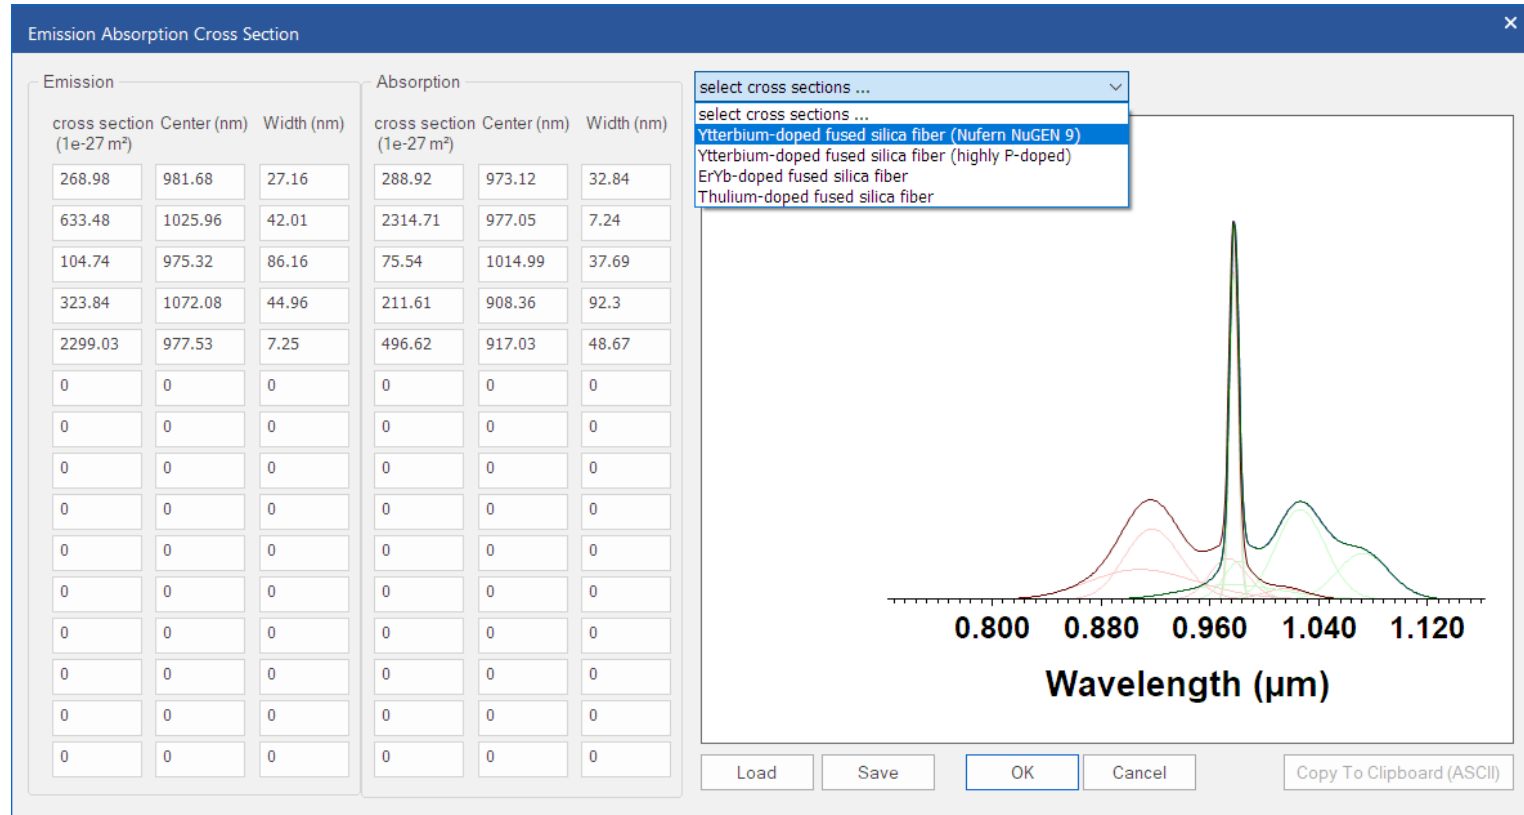 Emission Absorption Cross Section
×
Emission
Absorption
cross section Center (nm) Width (nm)
(1e-27 m²)
cross section Center (nm) Width (nm)
(1e-27 m²)
268.98 981.68 27.16 288.92 973.12 32.84
633.48 1025.96 42.01 2314.71 977.05 7.24
104.74 975.32 86.16 75.54 1014.99 37.69
323.84 1072.08 44.96 211.61 908.36 92.3
2299.03 977.53 7.25 496.62 917.03 48.67
0 0 0 0 0 0
0 0 0 0 0 0
0 0 0 0 0 0
0 0 0 0 0 0
0 0 0 0 0 0
0 0 0 0 0 0
0 0 0 0 0 0
0 0 0 0 0 0
0 0 0 0 0 0
0 0 0 0 0 0
select cross sections ...
select cross sections ...
Ytterbium-doped fused silica fiber (Nufern NuGEN 9)
Ytterbium-doped fused silica fiber (highly P-doped)
ErYb-doped fused silica fiber
Thulium-doped fused silica fiber
0.800 0.880 0.960 1.040 1.120
Wavelength (µm)
Load Save OK Cancel Copy To Clipboard (ASCII)